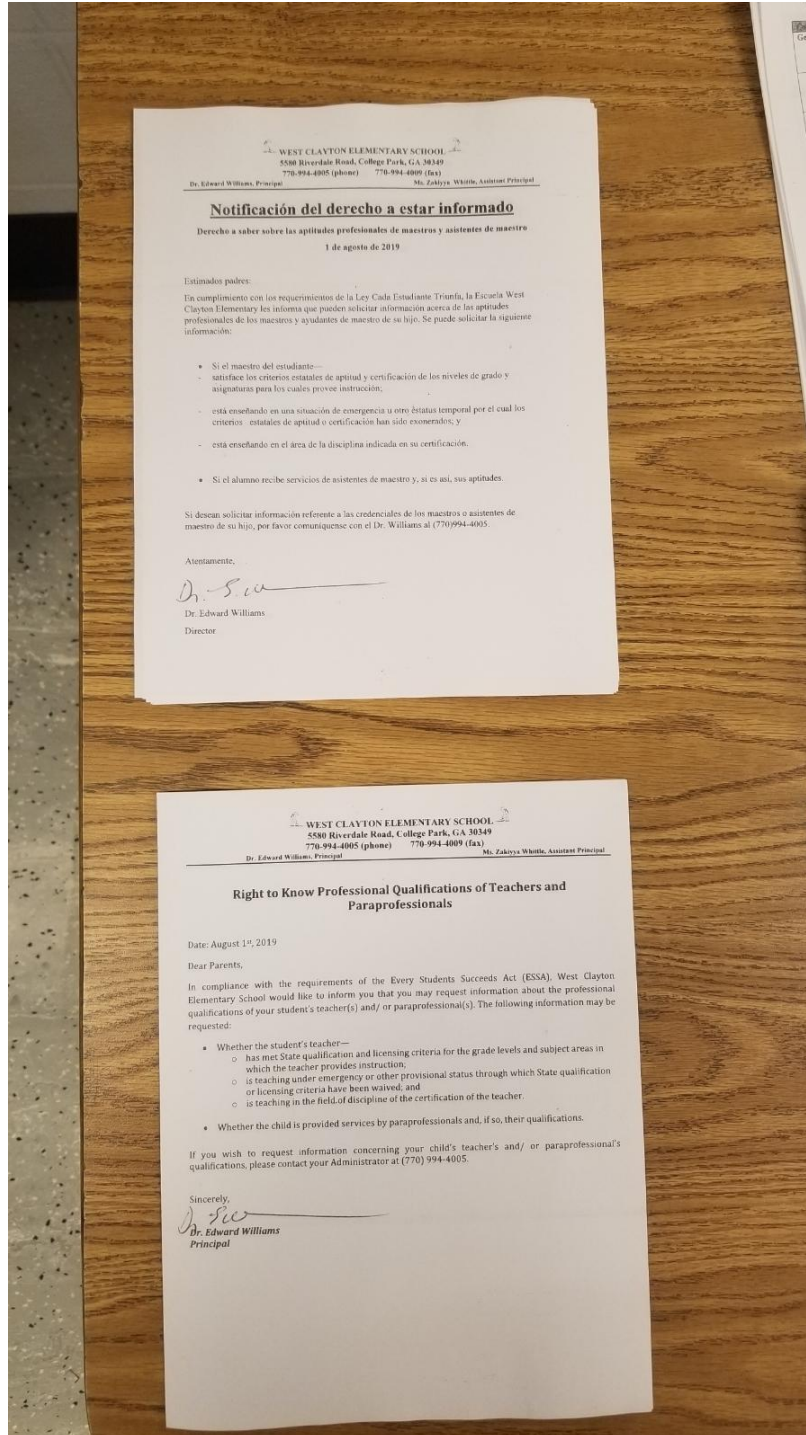 WEST CLAYTON ELEMENTARY SCHOOL
5580 Riverdale Road, College Park, GA 30349
770-994-4005 (phone) 770-994-4009 (fax)
Dr. Edward Williams, Principal Ms. Zakiyya Whittle, Assistant Principal
Notificación del derecho a estar informado
Derecho a saber sobre las aptitudes profesionales de maestros y asistentes de maestro
1 de agosto de 2019
Estimados padres:
En cumplimiento con los requerimientos de la Ley Cada Estudiante Triunfa, la Escuela West
Clayton Elementary les informa que pueden solicitar información acerca de las aptitudes
profesionales de los maestros y ayudantes de maestro de su hijo. Se puede solicitar la siguiente
información:
• Si el maestro del estudiante—
- satisface los criterios estatales de aptitud y certificación de los niveles de grado y
asignaturas para los cuales provee instrucción;
- está enseñando en una situación de emergencia u otro éstatus temporal por el cual los
criterios estatales de aptitud o certificación han sido exonerados; y
- está enseñando en el área de la disciplina indicada en su certificación.
• Si el alumno recibe servicios de asistentes de maestro y, si es así, sus aptitudes.
Si desean solicitar información referente a las credenciales de los maestros o asistentes de
maestro de su hijo, por favor comuníquense con el Dr. Williams al (770)994-4005.
Atentamente,
Dr. Edward Williams
Director
WEST CLAYTON ELEMENTARY SCHOOL
5580 Riverdale Road, College Park, GA 30349
770-994-4005 (phone) 770-994-4009 (fax)
Dr. Edward Williams, Principal Ms. Zakiyya Whittle, Assistant Principal
Right to Know Professional Qualifications of Teachers and
Paraprofessionals
Date: August 1st, 2019
Dear Parents,
In compliance with the requirements of the Every Students Succeeds Act (ESSA), West Clayton
Elementary School would like to inform you that you may request information about the professional
qualifications of your student's teacher(s) and/ or paraprofessional(s). The following information may be
requested:
• Whether the student's teacher—
o has met State qualification and licensing criteria for the grade levels and subject areas in
which the teacher provides instruction;
o is teaching under emergency or other provisional status through which State qualification
or licensing criteria have been waived; and
o is teaching in the field of discipline of the certification of the teacher.
• Whether the child is provided services by paraprofessionals and, if so, their qualifications.
If you wish to request information concerning your child's teacher's and/ or paraprofessional's
qualifications, please contact your Administrator at (770) 994-4005.
Sincerely,
Dr. Edward Williams
Principal